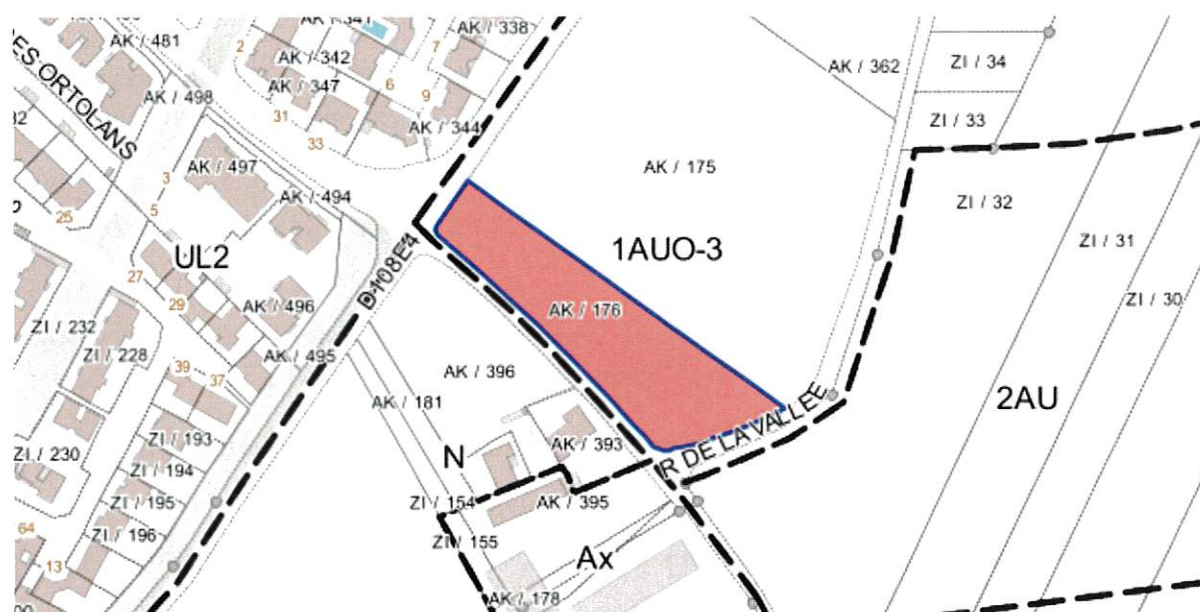 AK / 341
AK / 338
AK / 481
2
7
AK / 342
AK / 362
ZI / 34
ES ORTOLANS
AK / 347
6
9
AK / 498
31
AK / 344
ZI / 33
33
AK / 497
AK / 175
3
AK / 494
ZI / 32
25
5
UL2
1AUO-3
ZI / 31
D108E4
27
29
AK / 496
AK / 176
ZI / 30
ZI / 232
ZI / 228
AK / 495
39
37
AK / 396
AK / 181
2AU
R DE LA VALLEE
ZI / 193
AK / 393
ZI / 230
ZI / 194
N
ZI / 195
ZI / 154
AK / 395
64
ZI / 196
ZI / 155
13
Ax
AK / 178